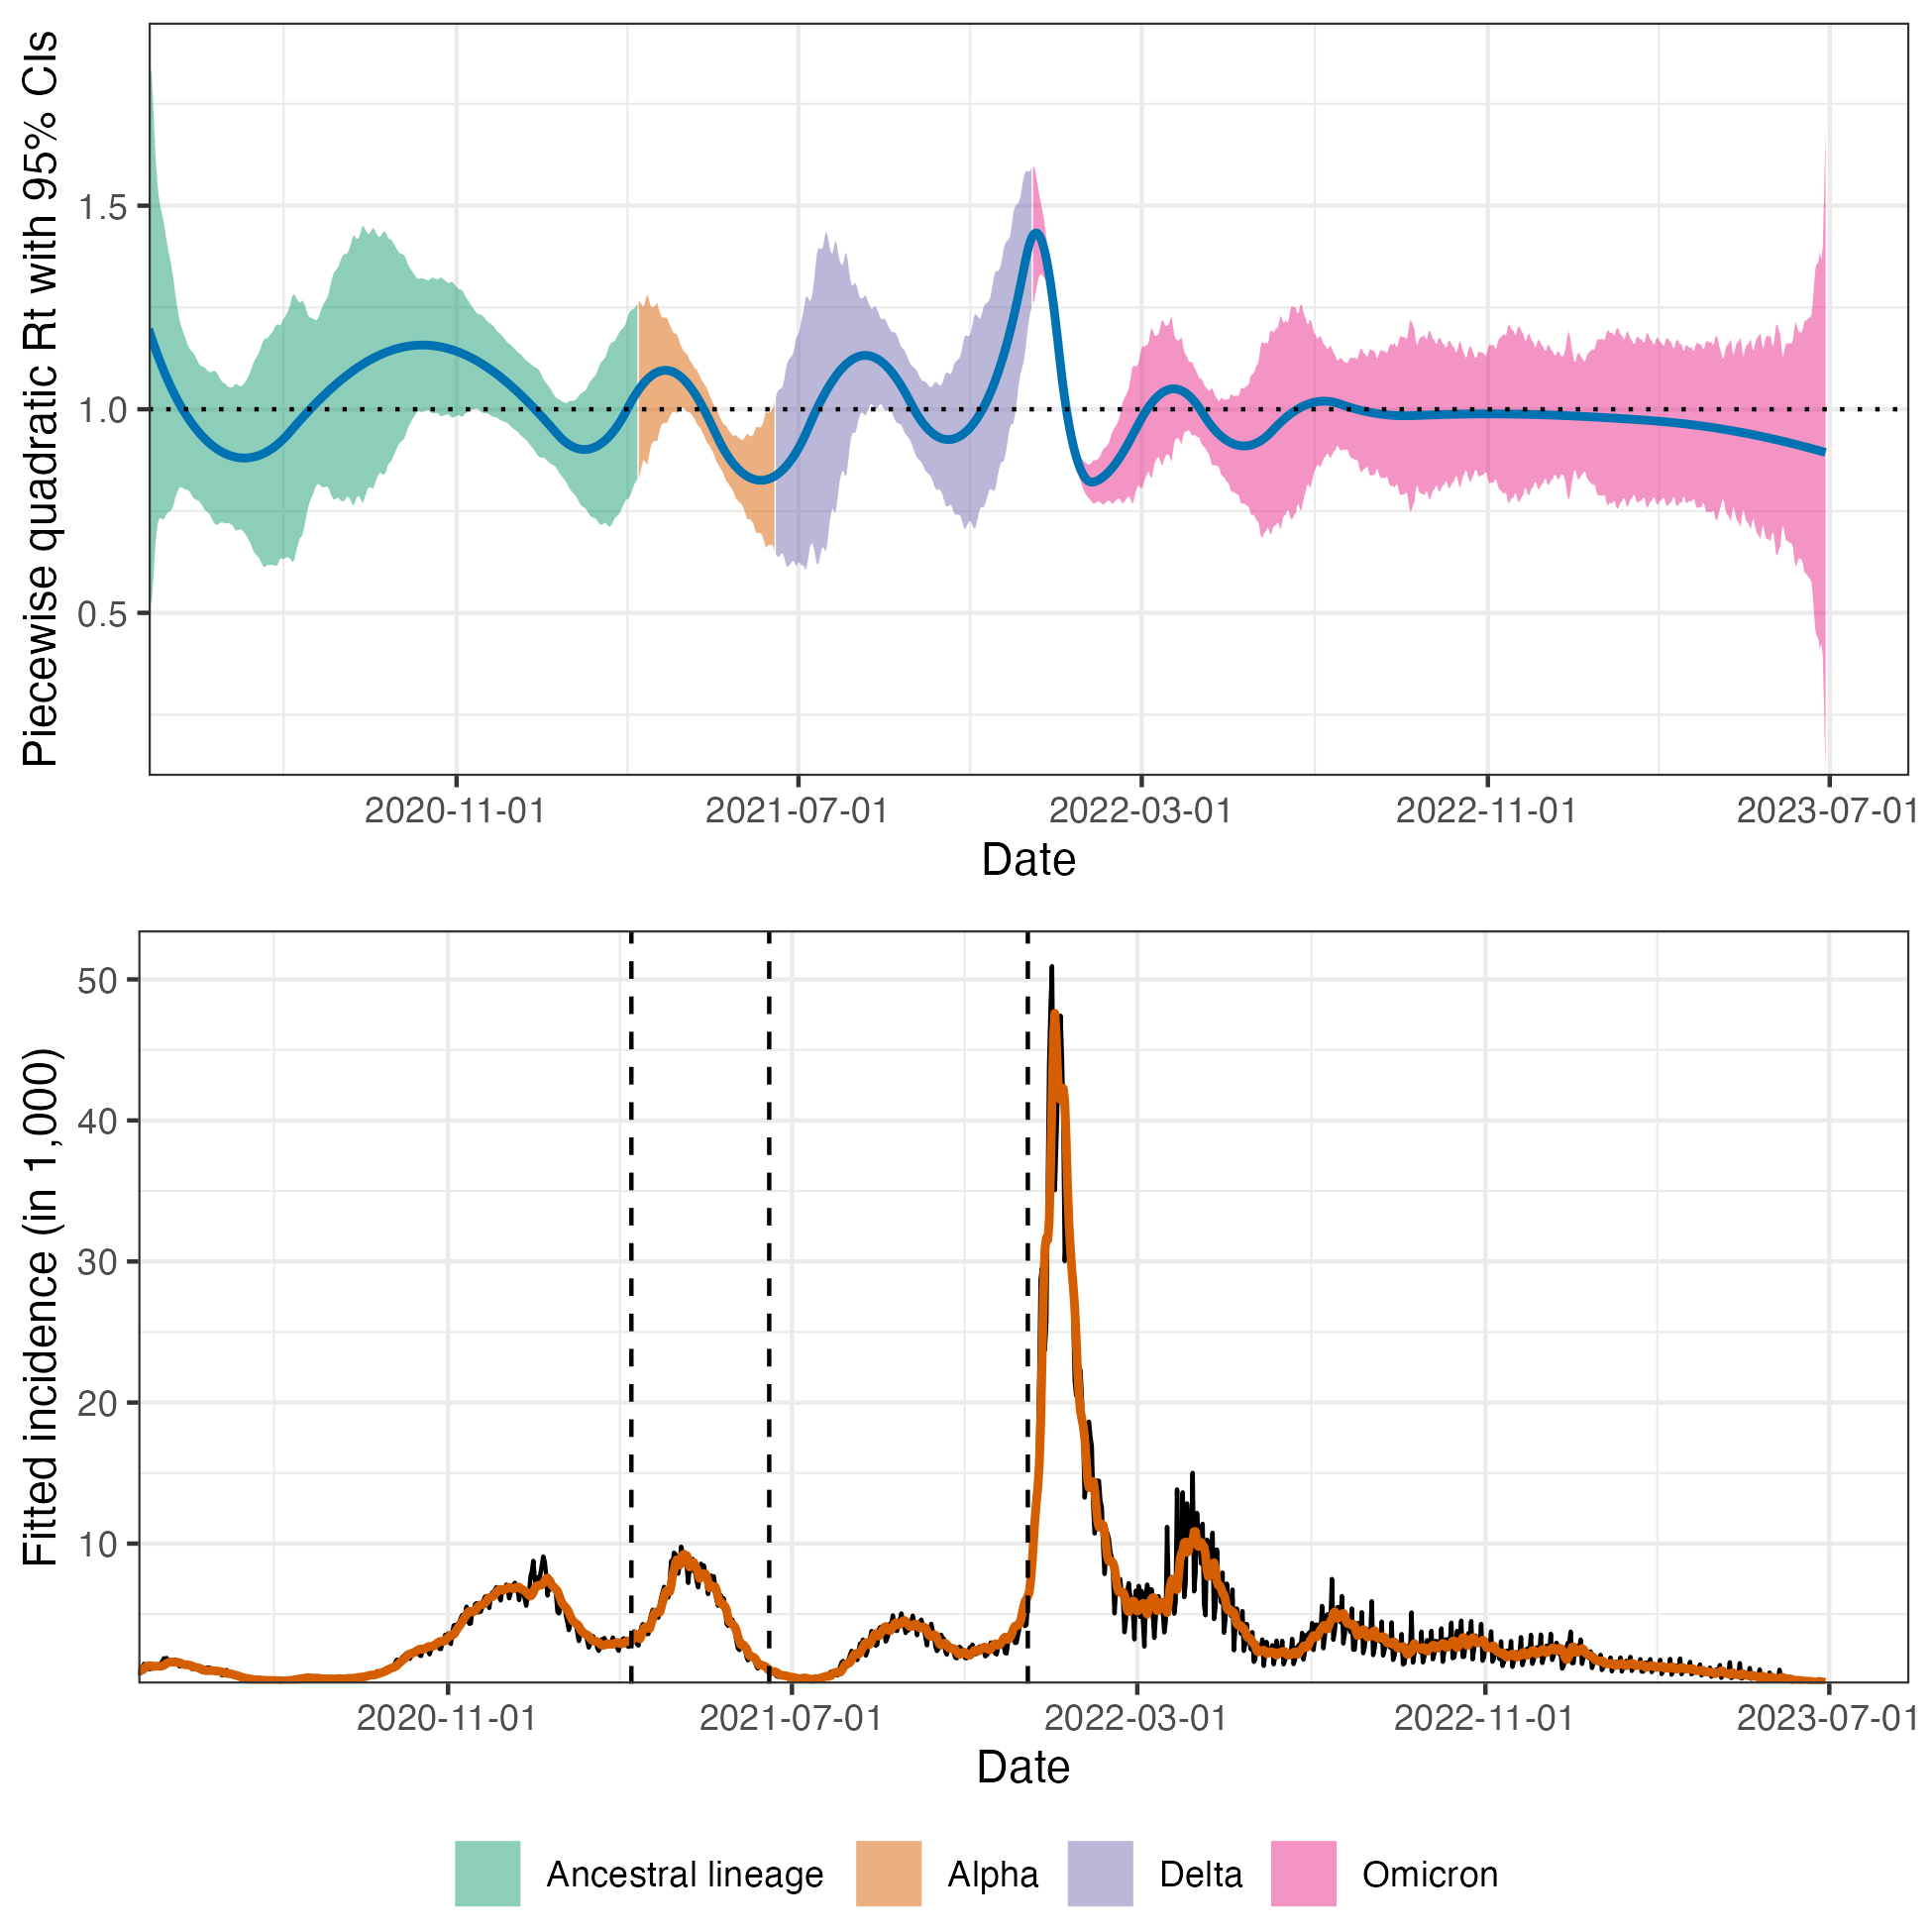 Piecewise quadratic Rt with 95% CIs
1.5
1.0
0.5
2020-11-01 2021-07-01 2022-03-01 2022-11-01 2023-07-01
Date
Fitted incidence (in 1,000)
50
40
30
20
10
2020-11-01 2021-07-01 2022-03-01 2022-11-01 2023-07-01
Date
Ancestral lineage Alpha Delta Omicron